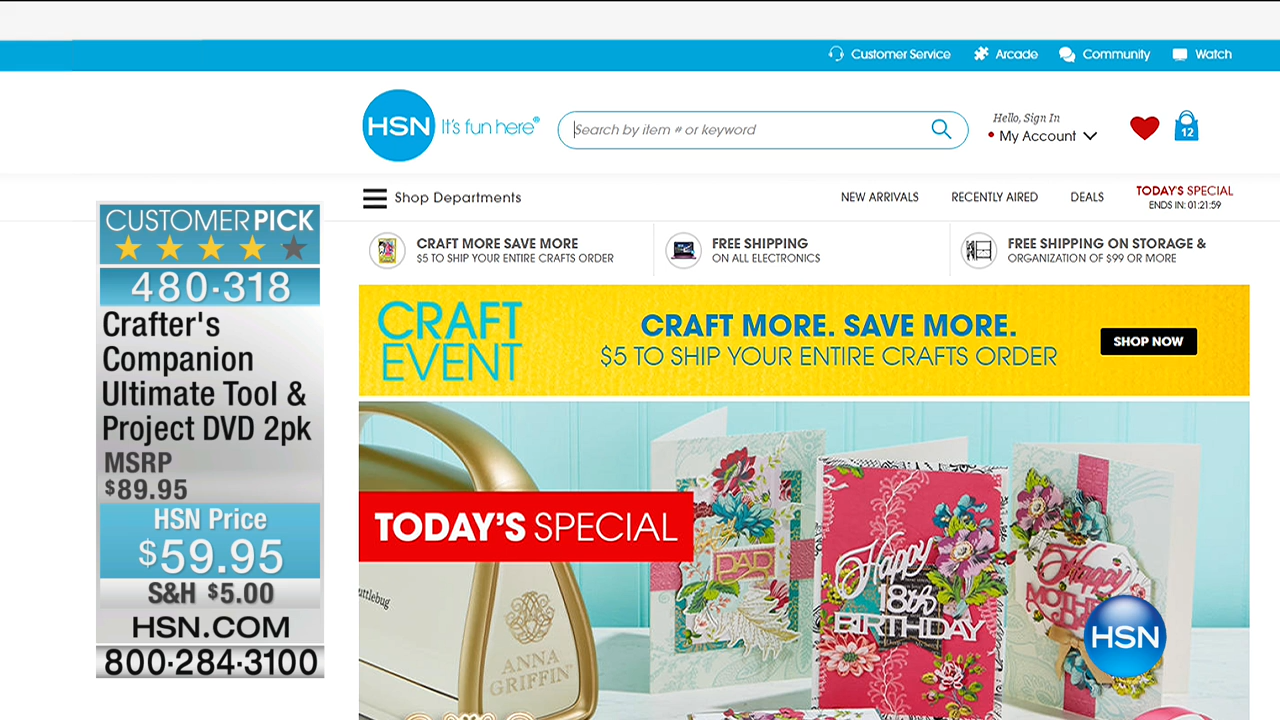 Customer Service
Arcade
Community
Watch
HSN
It's fun here®
Search by item # or keyword
Hello, Sign In
My Account
12
Shop Departments
NEW ARRIVALS
RECENTLY AIRED
DEALS
TODAY'S SPECIAL
ENDS IN: 01:21:59
CRAFT MORE SAVE MORE
$5 TO SHIP YOUR ENTIRE CRAFTS ORDER
FREE SHIPPING
ON ALL ELECTRONICS
FREE SHIPPING ON STORAGE &
ORGANIZATION OF $99 OR MORE
CUSTOMER PICK
480·318
Crafter's
Companion
Ultimate Tool &
Project DVD 2pk
MSRP
$89.95
HSN Price
$59.95
S&H $5.00
HSN.COM
800·284·3100
CRAFT
EVENT
CRAFT MORE. SAVE MORE.
$5 TO SHIP YOUR ENTIRE CRAFTS ORDER
SHOP NOW
TODAY'S SPECIAL
ANNA
GRIFFIN
DAD
Happy
18th
BIRTHDAY
Happy
HSN